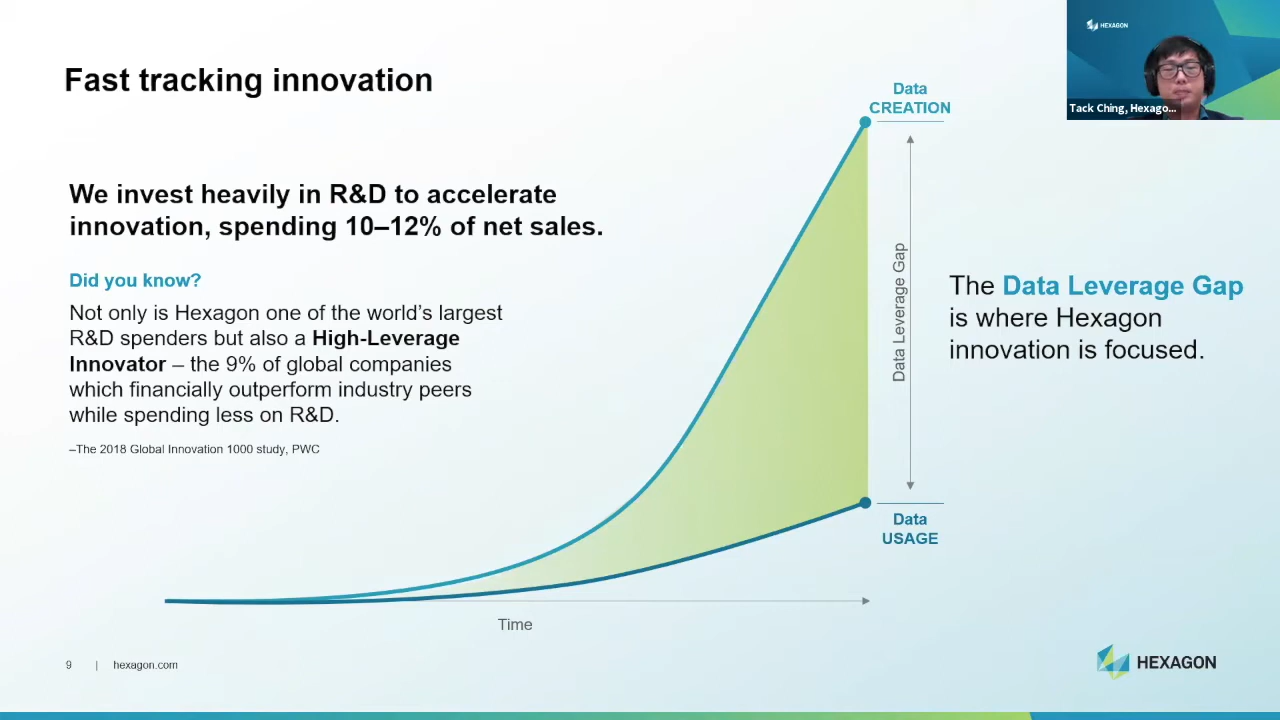 Fast tracking innovation
We invest heavily in R&D to accelerate
innovation, spending 10–12% of net sales.
Did you know?
Not only is Hexagon one of the world's largest
R&D spenders but also a High-Leverage
Innovator – the 9% of global companies
which financially outperform industry peers
while spending less on R&D.
–The 2018 Global Innovation 1000 study, PWC
Data
CREATION
Data Leverage Gap
Data
USAGE
Time
The Data Leverage Gap
is where Hexagon
innovation is focused.
HEXAGON
Tack Ching, Hexago...
9 | hexagon.com
HEXAGON